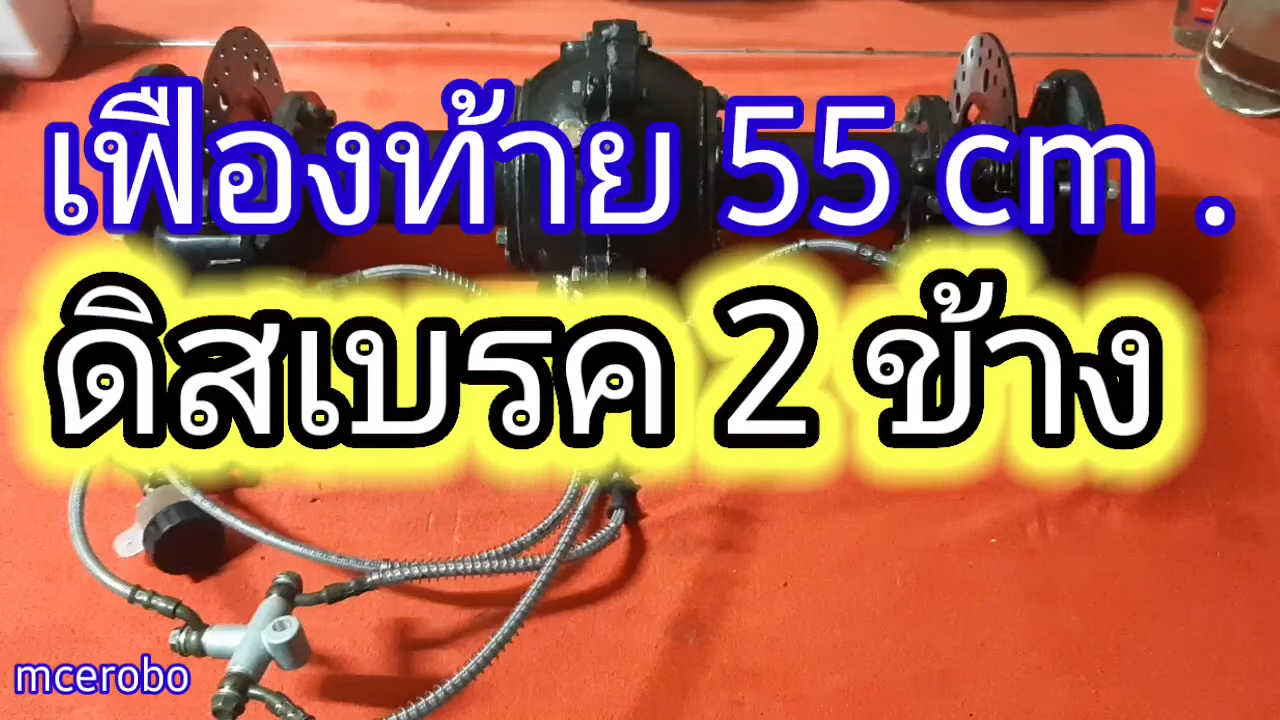 เฟืองท้าย 55 cm .
ดิสเบรค 2 ข้าง
mcerobo